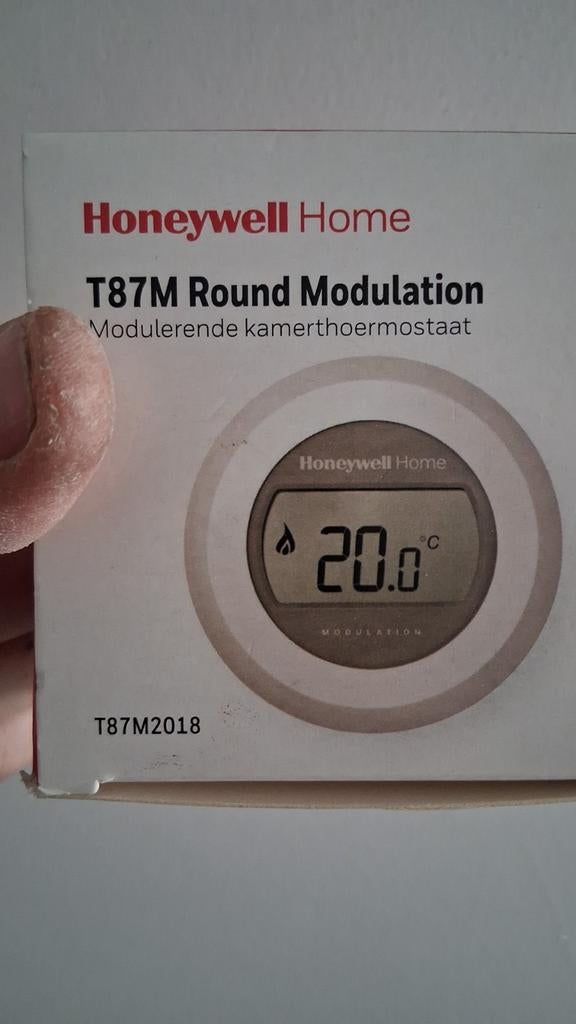 Honeywell Home
T87M Round Modulation
Modulerende kamerthoermostaat
Honeywell Home
20.0 °C
MODULATION
T87M2018